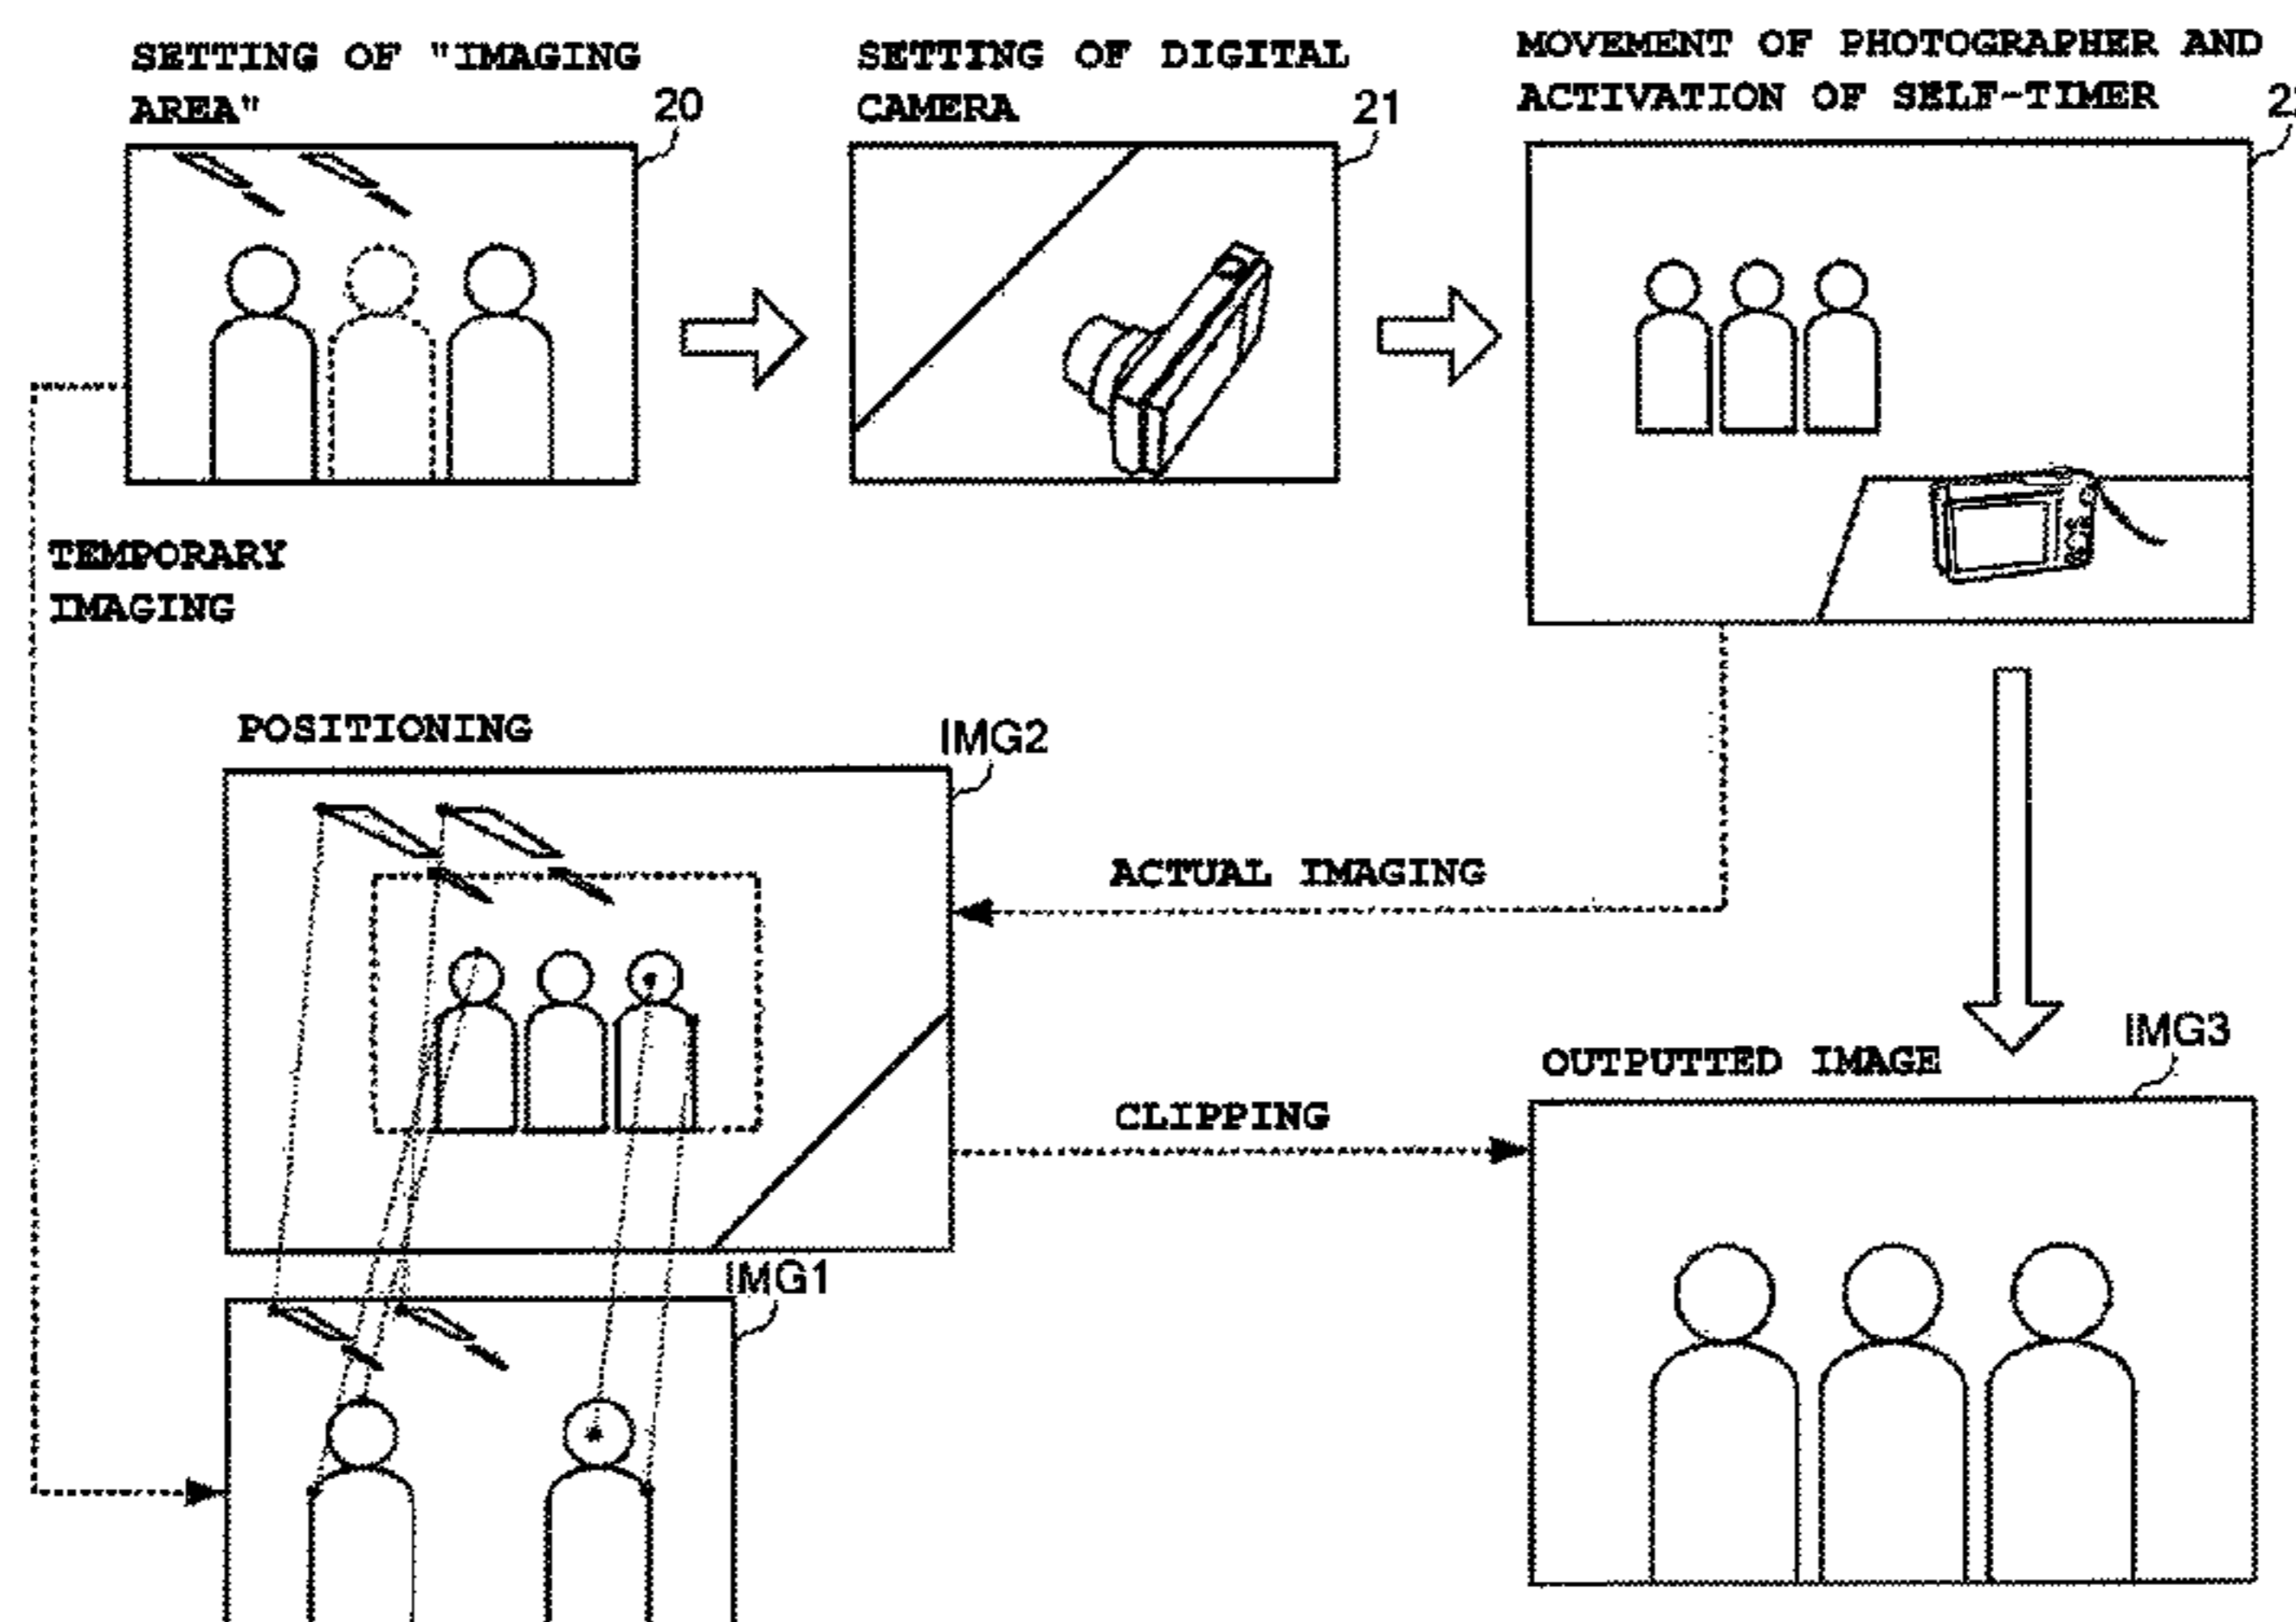 SETTING OF "IMAGING
AREA"
20
SETTING OF DIGITAL
CAMERA
21
MOVEMENT OF PHOTOGRAPHER AND
ACTIVATION OF SELF-TIMER
TEMPORARY
IMAGING
POSITIONING
IMG2
ACTUAL IMAGING
IMG3
OUTPUTTED IMAGE
CLIPPING
IMG1